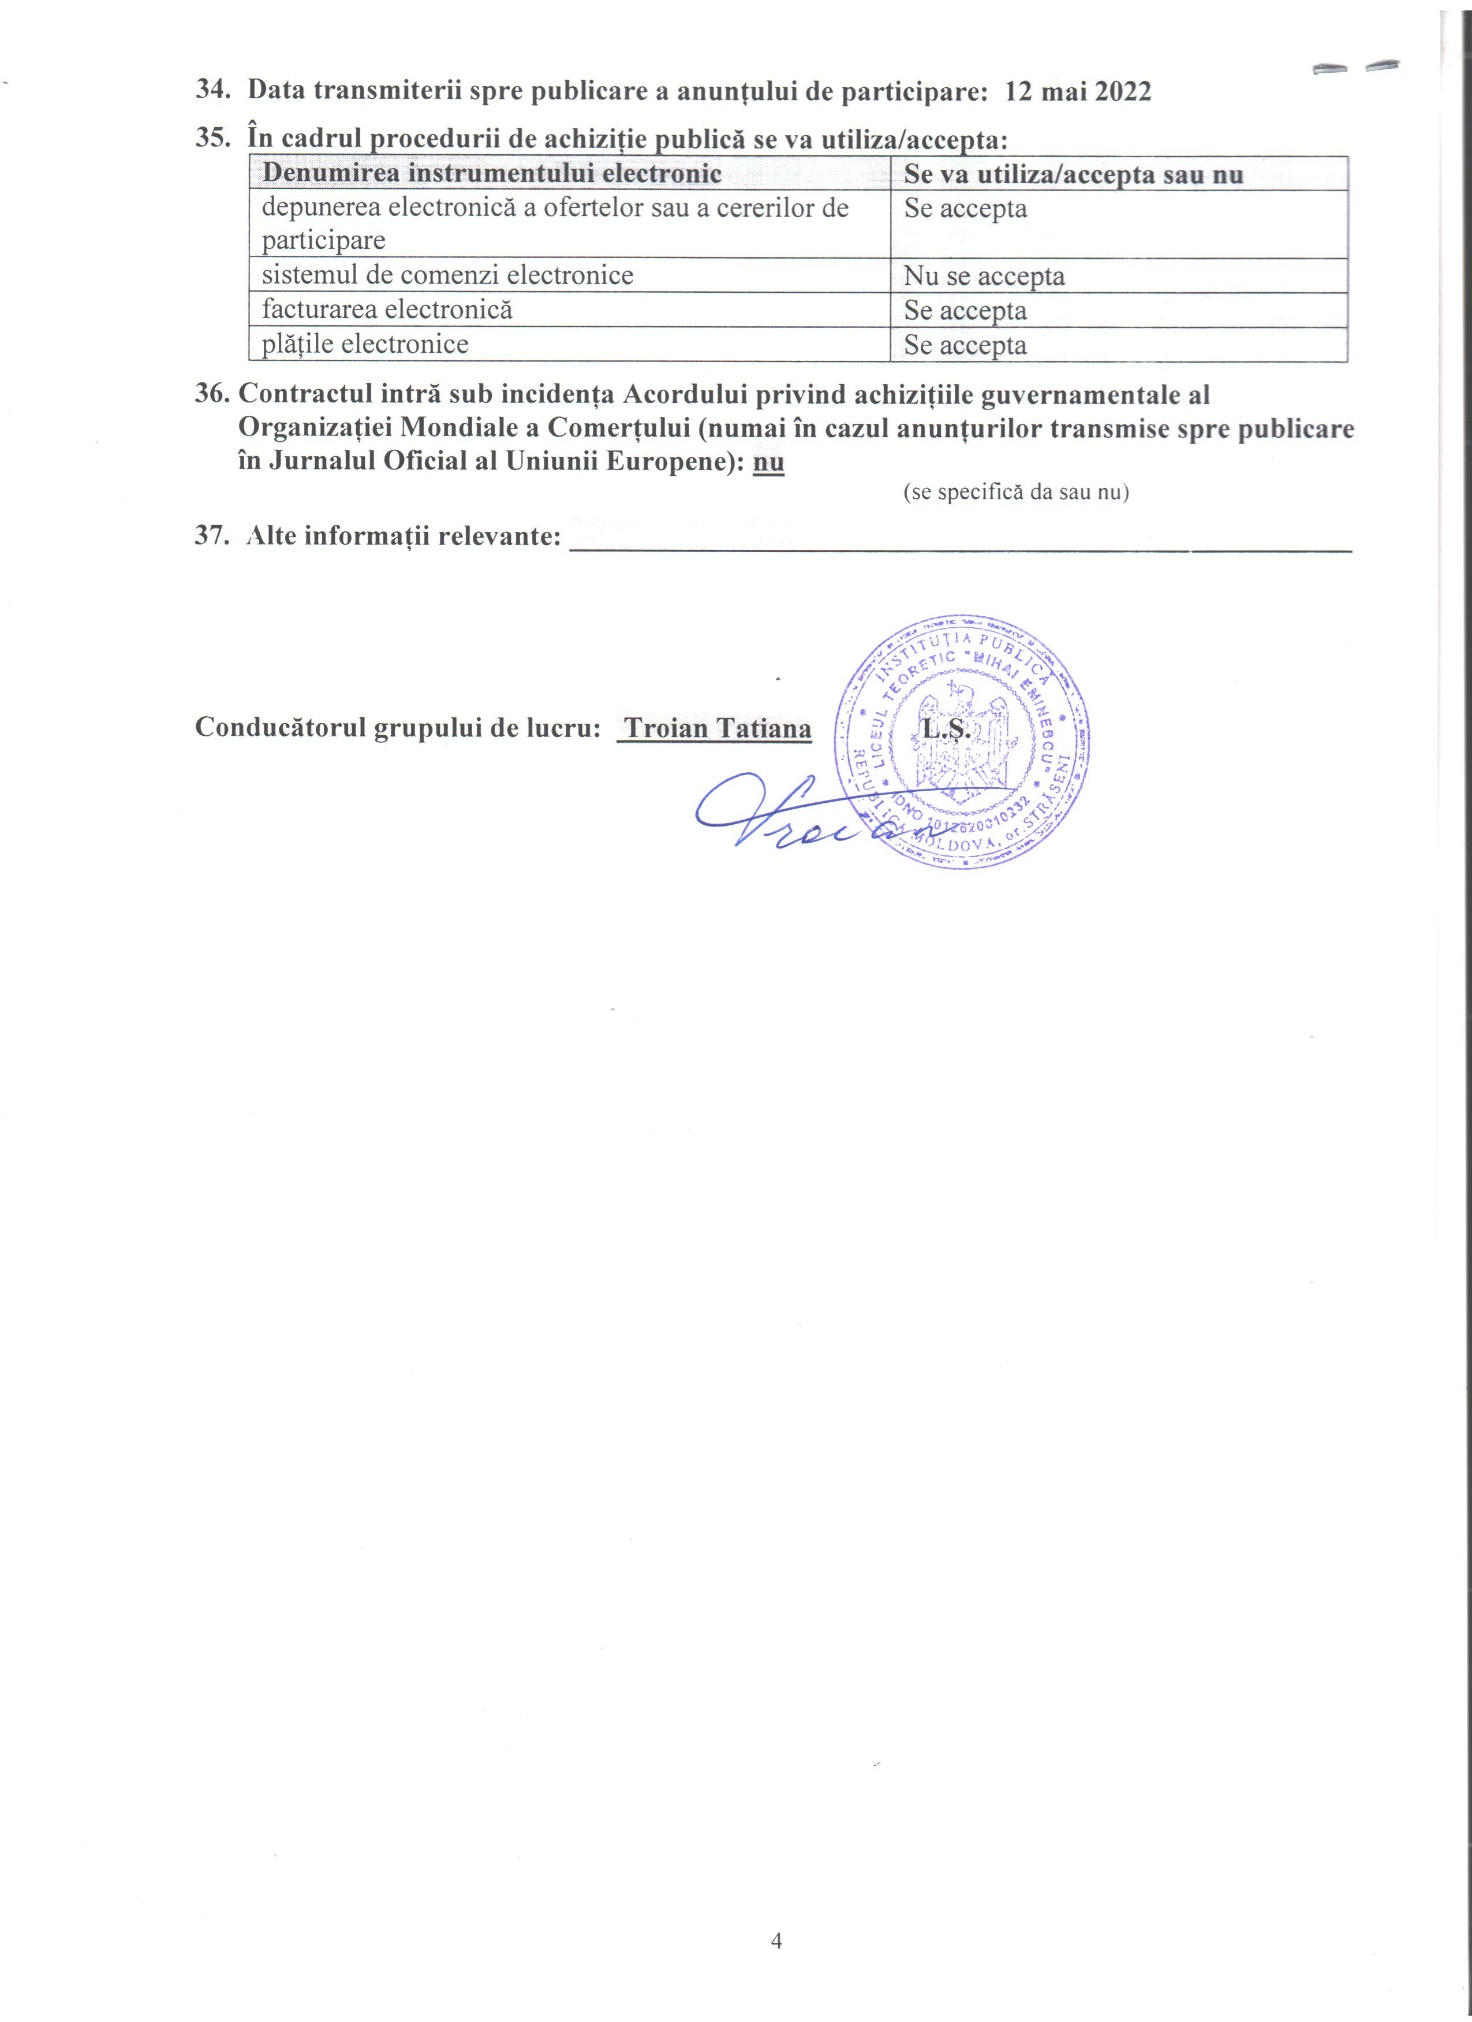 34. Data transmiterii spre publicare a anunțului de participare: 12 mai 2022
35. În cadrul procedurii de achiziție publică se va utiliza/accepta:
Denumirea instrumentului electronic Se va utiliza/accepta sau nu
depunerea electronică a ofertelor sau a cererilor de Se accepta
participare
sistemul de comenzi electronice Nu se accepta
facturarea electronică Se accepta
plățile electronice Se accepta
36. Contractul intră sub incidența Acordului privind achizițiile guvernamentale al
Organizației Mondiale a Comerțului (numai în cazul anunțurilor transmise spre publicare
în Jurnalul Oficial al Uniunii Europene): nu
(se specifică da sau nu)
37. Alte informații relevante:
Conducătorul grupului de lucru: Troian Tatiana L.Ș.
Troian
INSTITUȚIA PUBLICĂ
LICEUL TEORETIC "MIHAI EMINESCU"
IDNO 1012620010232
REPUBLICA MOLDOVA, or. STRĂȘENI
4